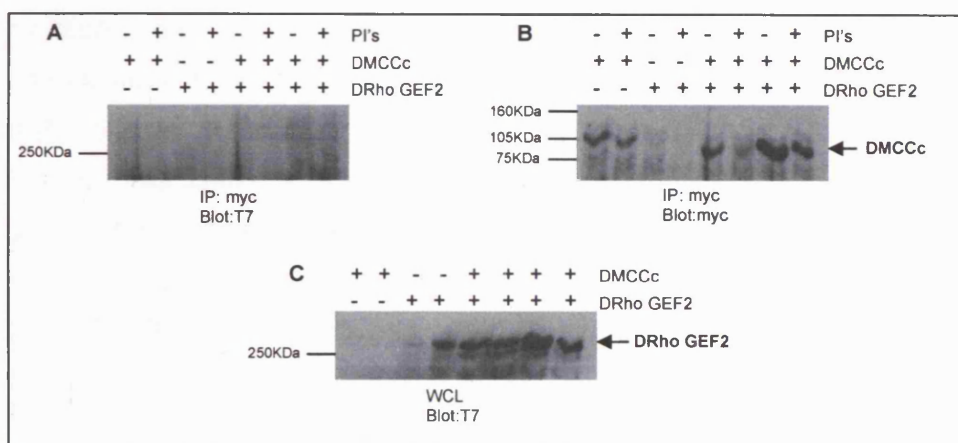 A
- + - + - + - + PI's
+ + - - + + + + DMCCc
- - + + + + + + DRho GEF2
250KDa
IP: myc
Blot:T7
B
- + - + - + - + PI's
+ + - - + + + + DMCCc
- - + + + + + + DRho GEF2
160KDa
105KDa
75KDa
DMCCc
IP: myc
Blot:myc
C
+ + - - + + + + DMCCc
- - + + + + + + DRho GEF2
250KDa
DRho GEF2
WCL
Blot:T7